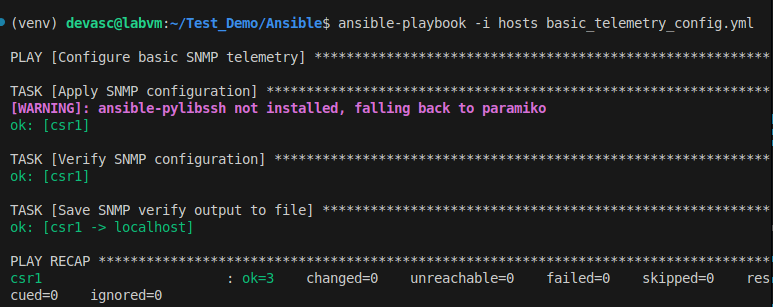 (venv) devasc@labvm:~/Test_Demo/Ansible$ ansible-playbook -i hosts basic_telemetry_config.yml
PLAY [Configure basic SNMP telemetry] *********************************************************
TASK [Apply SNMP configuration] ***************************************************************
[WARNING]: ansible-pylibssh not installed, falling back to paramiko
ok: [csr1]
TASK [Verify SNMP configuration] **************************************************************
ok: [csr1]
TASK [Save SNMP verify output to file] ********************************************************
ok: [csr1 -> localhost]
PLAY RECAP ************************************************************************************
csr1                       : ok=3    changed=0    unreachable=0    failed=0    skipped=0    res
cued=0    ignored=0